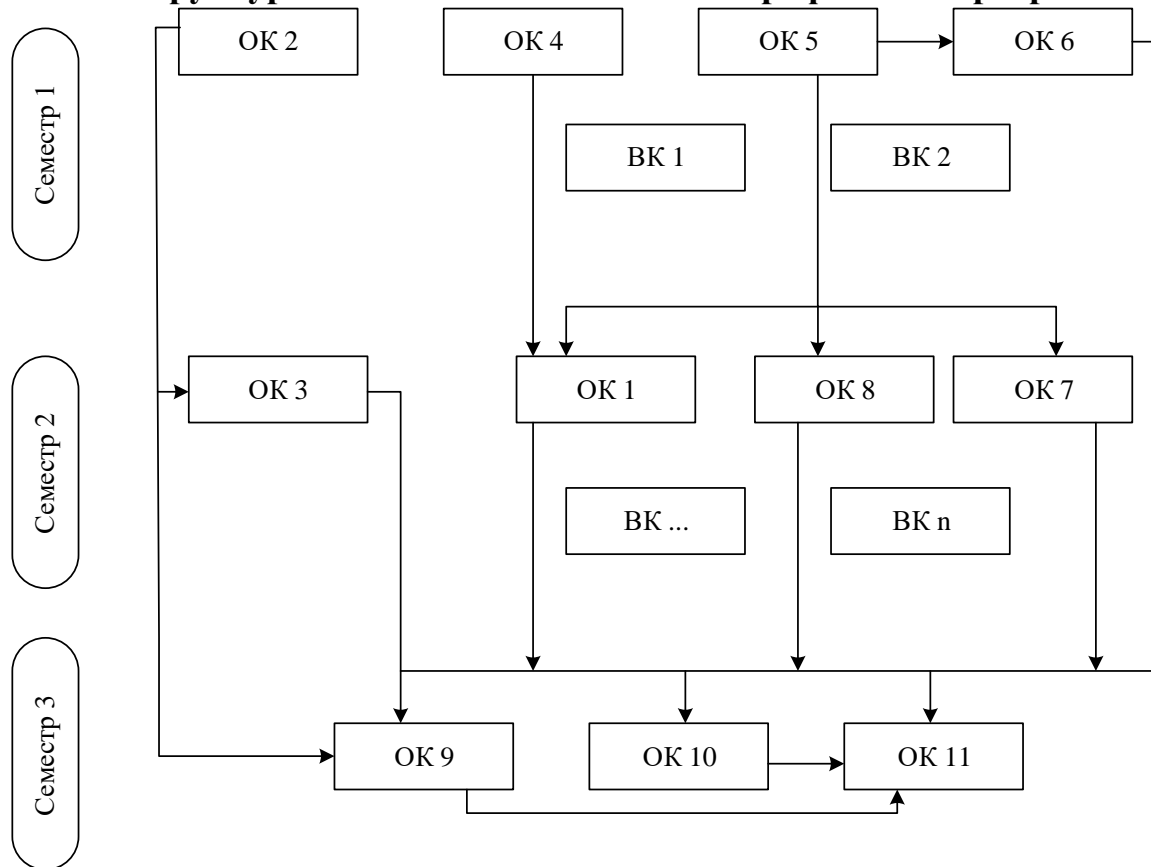 Семестр 1
ОК 2
ОК 4
ОК 5
ОК 6
ВК 1
ВК 2
Семестр 2
ОК 3
ОК 1
ОК 8
ОК 7
ВК ...
ВК n
Семестр 3
ОК 9
ОК 10
ОК 11